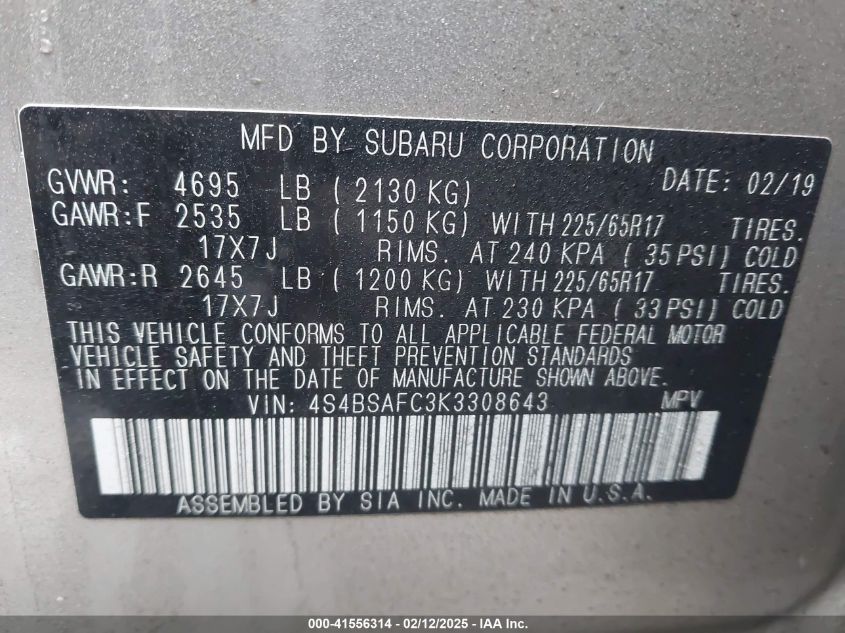 MFD BY SUBARU CORPORATION
GVWR: 4695 LB ( 2130 KG) DATE: 02/19
GAWR:F 2535 LB ( 1150 KG) WITH 225/65R17 TIRES.
17X7J RIMS. AT 240 KPA ( 35 PSI) COLD
GAWR:R 2645 LB ( 1200 KG) WITH 225/65R17 TIRES.
17X7J RIMS. AT 230 KPA ( 33 PSI) COLD
THIS VEHICLE CONFORMS TO ALL APPLICABLE FEDERAL MOTOR
VEHICLE SAFETY AND THEFT PREVENTION STANDARDS
IN EFFECT ON THE DATE OF MANUFACTURE SHOWN ABOVE.
VIN: 4S4BSAFC3K3308643 MPV
ASSEMBLED BY SIA INC. MADE IN U.S.A.
000-41556314 - 02/12/2025 - IAA Inc.